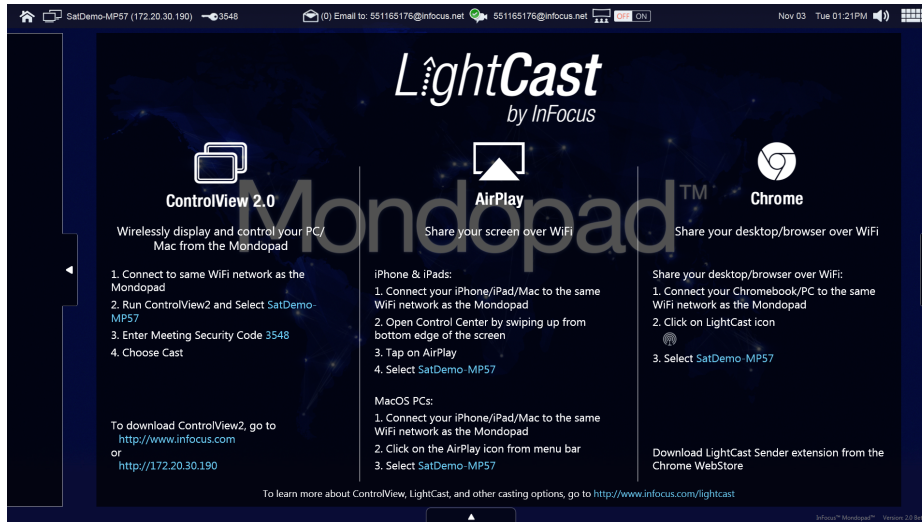 SatDemo-MP57 (172.20.30.190) 3548 (0) Email to: 551165176@infocus.net 551165176@infocus.net OFF ON Nov 03 Tue 01:21PM
LightCast
by InFocus
Mondopad™
ControlView 2.0
Wirelessly display and control your PC/
Mac from the Mondopad
1. Connect to same WiFi network as the
Mondopad
2. Run ControlView2 and Select SatDemo-
MP57
3. Enter Meeting Security Code 3548
4. Choose Cast
To download ControlView2, go to
http://www.infocus.com
or
http://172.20.30.190
AirPlay
Share your screen over WiFi
iPhone & iPads:
1. Connect your iPhone/iPad/Mac to the same
WiFi network as the Mondopad
2. Open Control Center by swiping up from
bottom edge of the screen
3. Tap on AirPlay
4. Select SatDemo-MP57
MacOS PCs:
1. Connect your iPhone/iPad/Mac to the same
WiFi network as the Mondopad
2. Click on the AirPlay icon from menu bar
3. Select SatDemo-MP57
Chrome
Share your desktop/browser over WiFi
Share your desktop/browser over WiFi:
1. Connect your Chromebook/PC to the same
WiFi network as the Mondopad
2. Click on LightCast icon
3. Select SatDemo-MP57
Download LightCast Sender extension from the
Chrome WebStore
To learn more about ControlView, LightCast, and other casting options, go to http://www.infocus.com/lightcast
InFocus™ Mondopad™ Version: 2.0